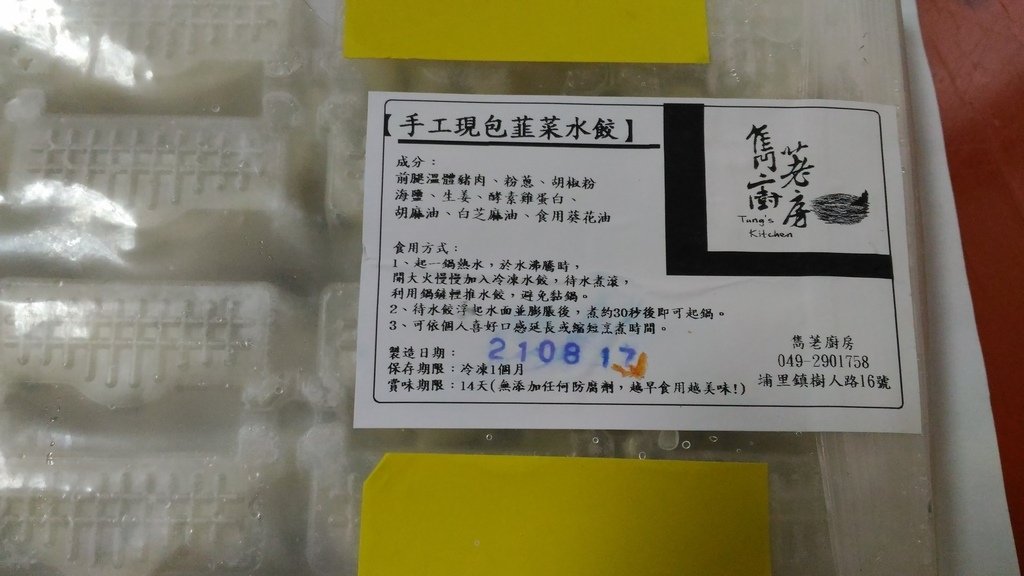 【手工現包韮菜水餃】
成分：
前腿溫體豬肉、粉蔥、胡椒粉
海鹽、生姜、酵素雞蛋白、
胡麻油、白芝麻油、食用葵花油
食用方式：
1、起一鍋熱水，於水沸騰時，
開大火慢慢加入冷凍水餃，待水煮滾，
利用鍋鏟輕推水餃，避免黏鍋。
2、待水餃浮起水面並膨脹後，煮約30秒後即可起鍋。
3、可依個人喜好口感延長或縮短烹煮時間。
製造日期：210817
保存期限：冷凍1個月
賞味期限：14天(無添加任何防腐劑，越早食用越美味!)
雋荖廚房
Tung's
Kitchen
雋荖廚房
049-2901758
埔里鎮樹人路16號